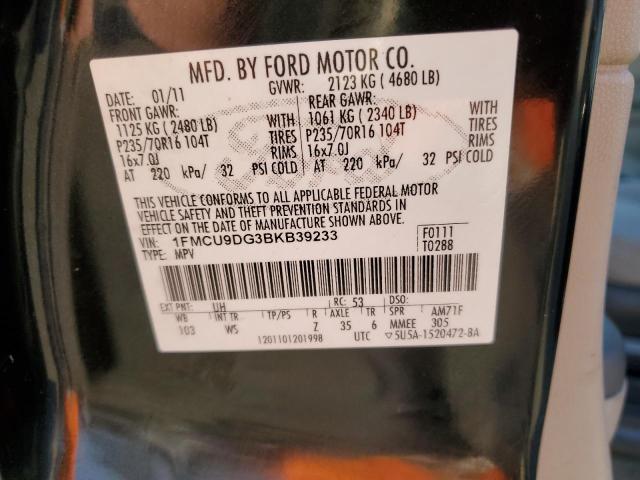 MFD. BY FORD MOTOR CO.
DATE: 01/11 GVWR: 2123 KG ( 4680 LB)
FRONT GAWR: REAR GAWR:
1125 KG ( 2480 LB) WITH 1061 KG ( 2340 LB) WITH
P235/70R16 104T TIRES P235/70R16 104T TIRES
16x7.0J RIMS 16x7.0J RIMS
AT 220 kPa/ 32 PSI COLD AT 220 kPa/ 32 PSI COLD
THIS VEHICLE CONFORMS TO ALL APPLICABLE FEDERAL MOTOR
VEHICLE SAFETY AND THEFT PREVENTION STANDARDS IN
EFFECT ON THE DATE OF MANUFACTURE SHOWN ABOVE.
VIN: 1FMCU9DG3BKB39233 F0111
TYPE: MPV T0288
EXT PNT: UH RC: 53 DSO:
WB INT TR TP/PS R AXLE TR SPR AM71F
103 WS Z 35 6 MMEE 305
1201101201998 UTC ▽5U5A-1520472-BA